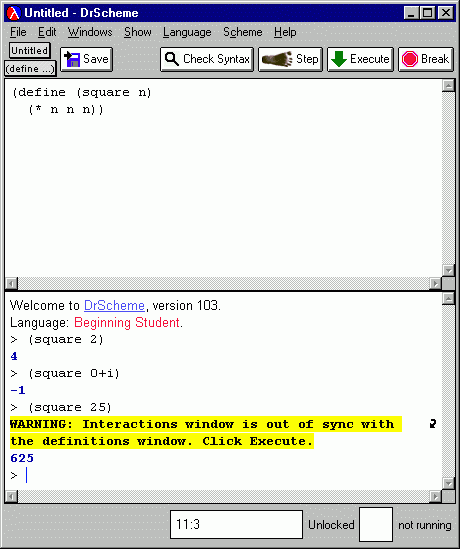 Untitled - DrScheme
File Edit Windows Show Language Scheme Help
Untitled
(define ...)
Save
Check Syntax
Step
Execute
Break
(define (square n)
  (* n n n))
Welcome to DrScheme, version 103.
Language: Beginning Student.
> (square 2)
4
> (square 0+i)
-1
> (square 25)
WARNING: Interactions window is out of sync with
the definitions window. Click Execute.
625
>
11:3
Unlocked
not running